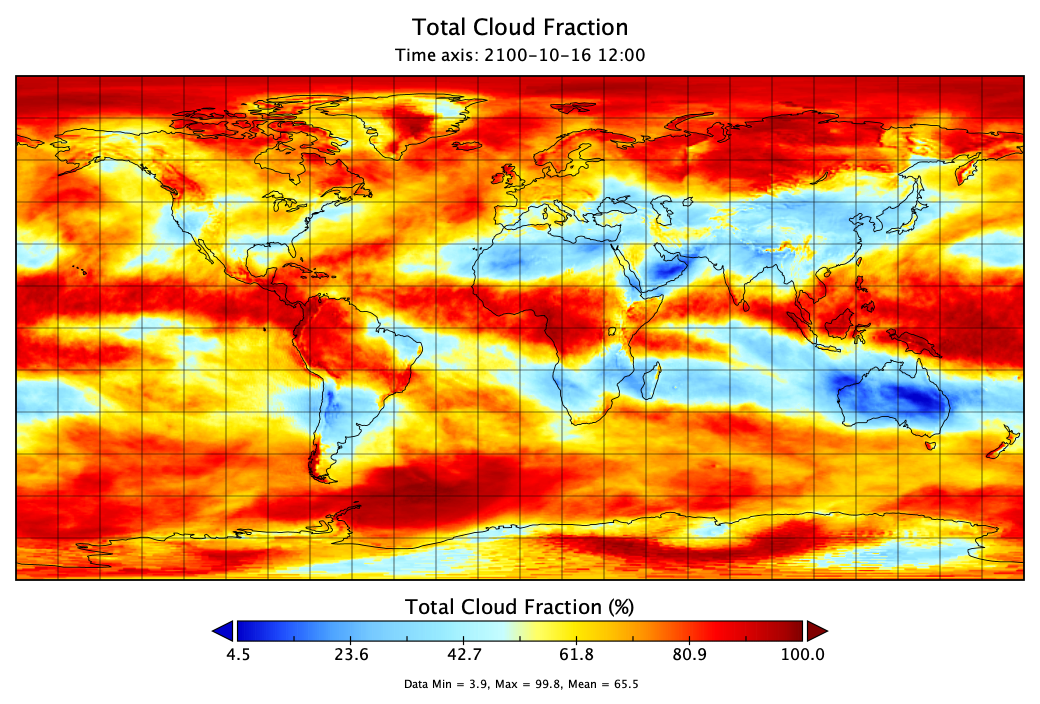 Total Cloud Fraction
Time axis: 2100-10-16 12:00
Total Cloud Fraction (%)
4.5 23.6 42.7 61.8 80.9 100.0
Data Min = 3.9, Max = 99.8, Mean = 65.5